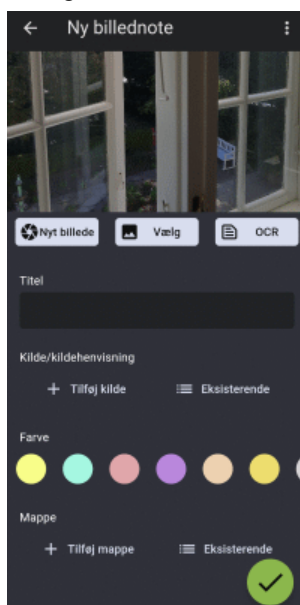 Ny billednote
Nyt billede Vælg OCR
Titel
Kilde/kildehenvisning
Tilføj kilde Eksisterende
Farve
Mappe
Tilføj mappe Eksisterende